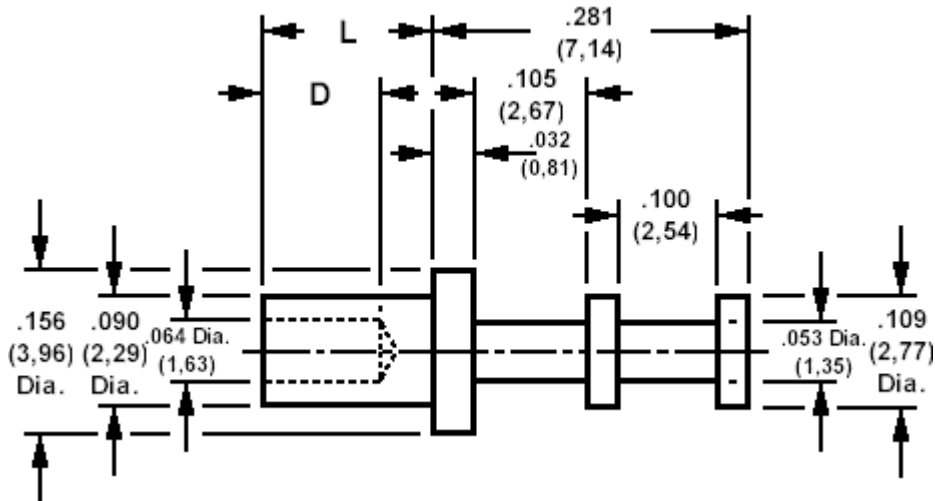 L
.281
(7,14)
D
.105
(2,67)
.032
(0,81)
.100
(2,54)
.156
(3,96)
Dia.
.090
(2,29)
Dia.
.064 Dia.
(1,63)
.053 Dia.
(1,35)
.109
(2,77)
Dia.